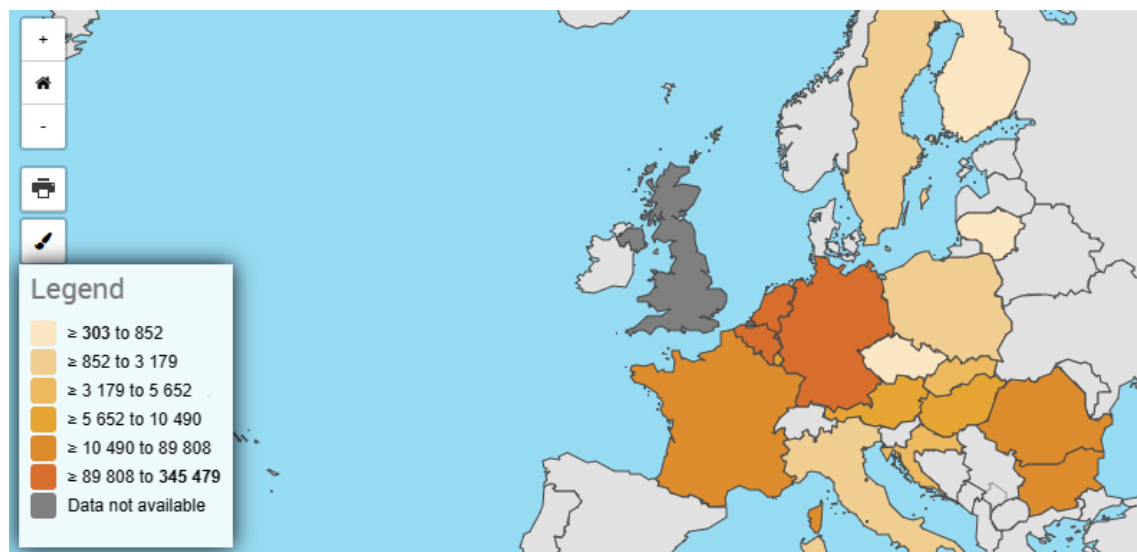 +
-
Legend
≥ 303 to 852
≥ 852 to 3 179
≥ 3 179 to 5 652
≥ 5 652 to 10 490
≥ 10 490 to 89 808
≥ 89 808 to 345 479
Data not available